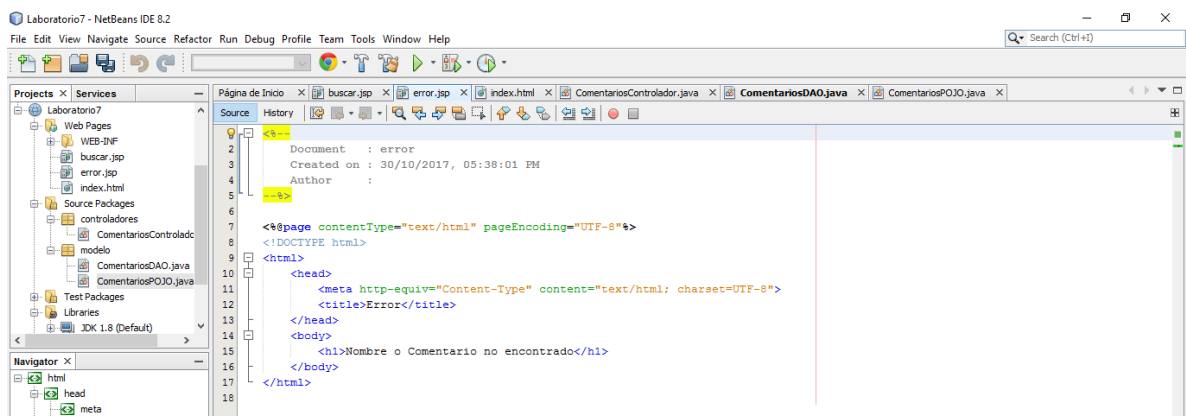 Laboratorio7 - NetBeans IDE 8.2
File Edit View Navigate Source Refactor Run Debug Profile Team Tools Window Help
Search (Ctrl+I)
Projects Services
Página de Inicio buscar.jsp error.jsp index.html ComentariosControlador.java ComentariosDAO.java ComentariosPOJO.java
Source History
Laboratorio7
Web Pages
WEB-INF
buscar.jsp
error.jsp
index.html
Source Packages
controladores
ComentariosControladc
modelo
ComentariosDAO.java
ComentariosPOJO.java
Test Packages
Libraries
JDK 1.8 (Default)
Navigator
html
head
meta
<%--
2 Document : error
3 Created on : 30/10/2017, 05:38:01 PM
4 Author :
5 --%>
6
7 <%@page contentType="text/html" pageEncoding="UTF-8"%>
8 <!DOCTYPE html>
9 <html>
10 <head>
11 <meta http-equiv="Content-Type" content="text/html; charset=UTF-8">
12 <title>Error</title>
13 </head>
14 <body>
15 <h1>Nombre o Comentario no encontrado</h1>
16 </body>
17 </html>
18